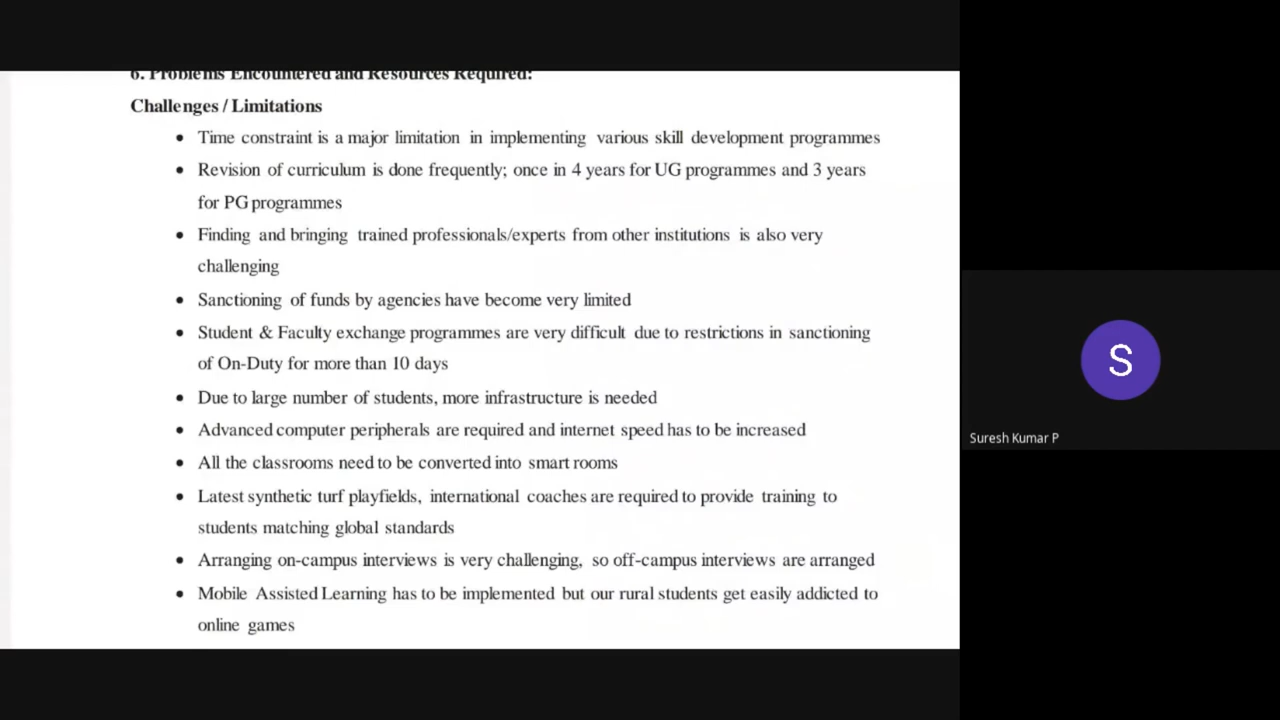 6. Problems Encountered and Resources Required:
Challenges / Limitations
• Time constraint is a major limitation in implementing various skill development programmes
• Revision of curriculum is done frequently; once in 4 years for UG programmes and 3 years
for PG programmes
• Finding and bringing trained professionals/experts from other institutions is also very
challenging
• Sanctioning of funds by agencies have become very limited
• Student & Faculty exchange programmes are very difficult due to restrictions in sanctioning
of On-Duty for more than 10 days
• Due to large number of students, more infrastructure is needed
• Advanced computer peripherals are required and internet speed has to be increased
• All the classrooms need to be converted into smart rooms
• Latest synthetic turf playfields, international coaches are required to provide training to
students matching global standards
• Arranging on-campus interviews is very challenging, so off-campus interviews are arranged
• Mobile Assisted Learning has to be implemented but our rural students get easily addicted to
online games
S
Suresh Kumar P